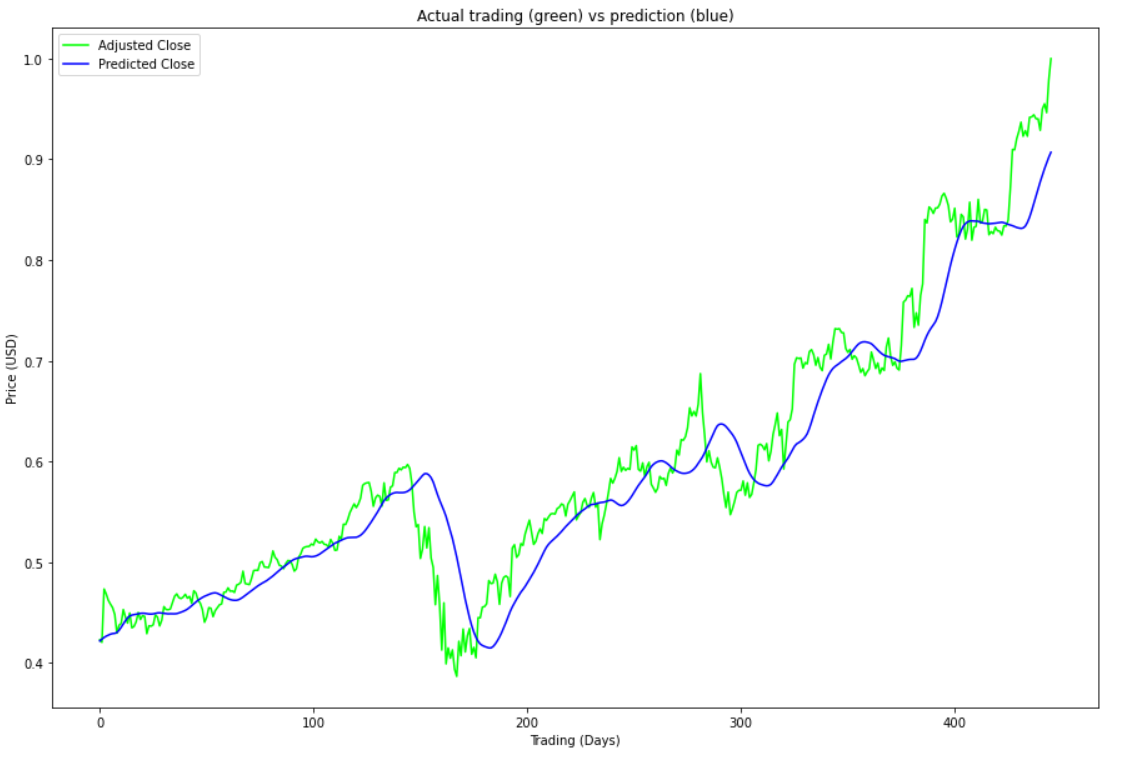 Actual trading (green) vs prediction (blue)
Adjusted Close
Predicted Close
1.0
0.9
0.8
0.7
0.6
0.5
0.4
Price (USD)
0 100 200 300 400
Trading (Days)